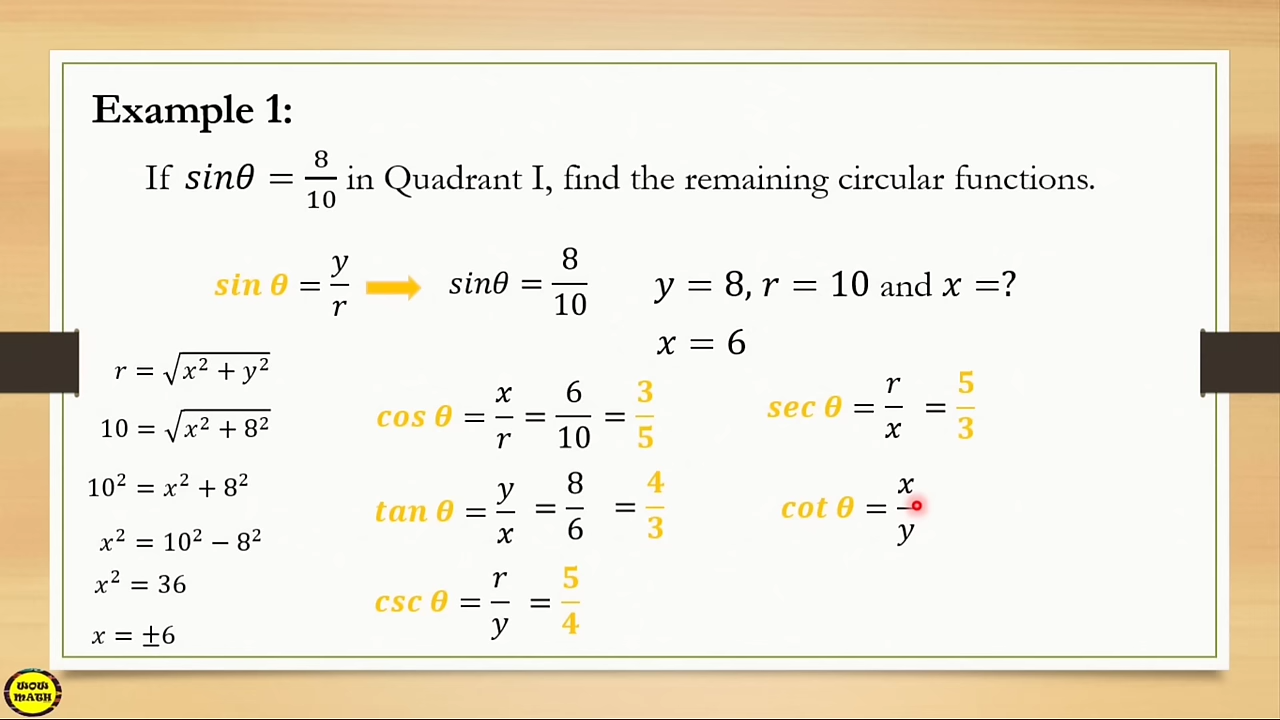 Example 1:
If sinθ = 8/10 in Quadrant I, find the remaining circular functions.
sin θ = y/r
sinθ = 8/10
y = 8, r = 10 and x =?
x = 6
r = √(x² + y²)
10 = √(x² + 8²)
10² = x² + 8²
x² = 10² − 8²
x² = 36
x = ±6
cos θ = x/r = 6/10 = 3/5
tan θ = y/x = 8/6 = 4/3
csc θ = r/y = 5/4
sec θ = r/x = 5/3
cot θ = x/y
WOW
MATH